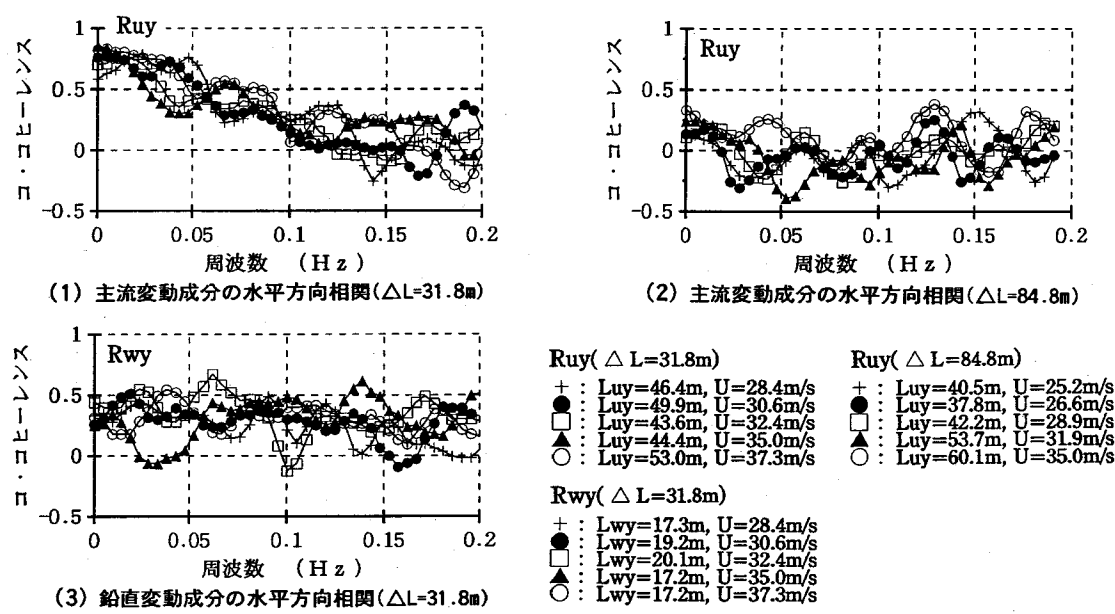 1
0.5
0
-0.5
コ・コヒーレンス
Ruy
0 0.05 0.1 0.15 0.2
周波数 (Hz)
(1) 主流変動成分の水平方向相関(△L=31.8m)
1
0.5
0
-0.5
コ・コヒーレンス
Ruy
0 0.05 0.1 0.15 0.2
周波数 (Hz)
(2) 主流変動成分の水平方向相関(△L=84.8m)
1
0.5
0
-0.5
コ・コヒーレンス
Rwy
0 0.05 0.1 0.15 0.2
周波数 (Hz)
(3) 鉛直変動成分の水平方向相関(△L=31.8m)
Ruy( △ L=31.8m)
+ : Luy=46.4m, U=28.4m/s
● : Luy=49.9m, U=30.6m/s
□ : Luy=43.6m, U=32.4m/s
▲ : Luy=44.4m, U=35.0m/s
○ : Luy=53.0m, U=37.3m/s
Ruy( △ L=84.8m)
+ : Luy=40.5m, U=25.2m/s
● : Luy=37.8m, U=26.6m/s
□ : Luy=42.2m, U=28.9m/s
▲ : Luy=53.7m, U=31.9m/s
○ : Luy=60.1m, U=35.0m/s
Rwy( △ L=31.8m)
+ : Lwy=17.3m, U=28.4m/s
● : Lwy=19.2m, U=30.6m/s
□ : Lwy=20.1m, U=32.4m/s
▲ : Lwy=17.2m, U=35.0m/s
○ : Lwy=17.2m, U=37.3m/s